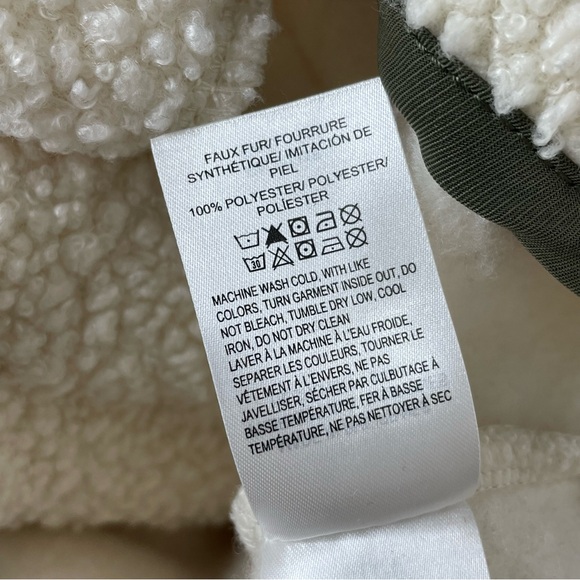 FAUX FUR/ FOURRURE
SYNTHÉTIQUE/ IMITACIÓN DE
PIEL
100% POLYESTER/ POLYESTER/
POLIÉSTER
30
MACHINE WASH COLD, WITH LIKE
COLORS, TURN GARMENT INSIDE OUT, DO
NOT BLEACH, TUMBLE DRY LOW, COOL
IRON, DO NOT DRY CLEAN
LAVER À LA MACHINE À L'EAU FROIDE,
SEPARER LES COULEURS, TOURNER LE
VÊTEMENT À L'ENVERS, NE PAS
JAVELLISER, SÉCHER PAR CULBUTAGE À
BASSE TEMPÉRATURE, FER À BASSE
TEMPÉRATURE, NE PAS NETTOYER À SEC